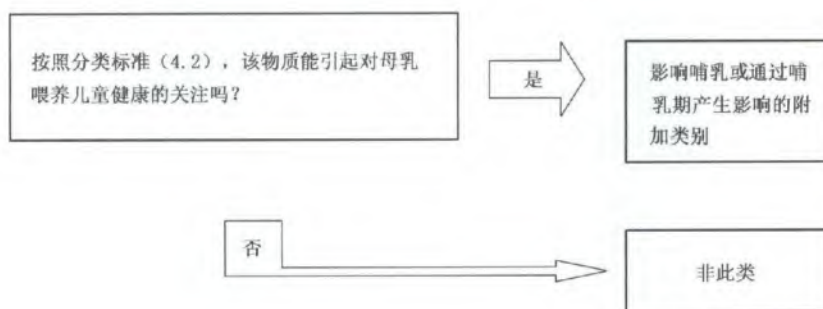 按照分类标准（4.2），该物质能引起对母乳
喂养儿童健康的关注吗？
是
影响哺乳或通过哺
乳期产生影响的附
加类别
否
非此类